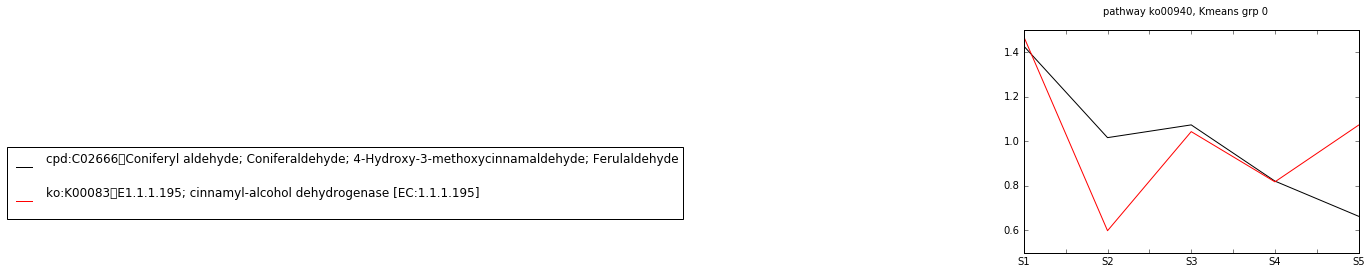 pathway ko00940, Kmeans grp 0
1.4
1.2
1.0
0.8
0.6
S1 S2 S3 S4 S5
cpd:C02666▯Coniferyl aldehyde; Coniferaldehyde; 4-Hydroxy-3-methoxycinnamaldehyde; Ferulaldehyde
ko:K00083▯E1.1.1.195; cinnamyl-alcohol dehydrogenase [EC:1.1.1.195]